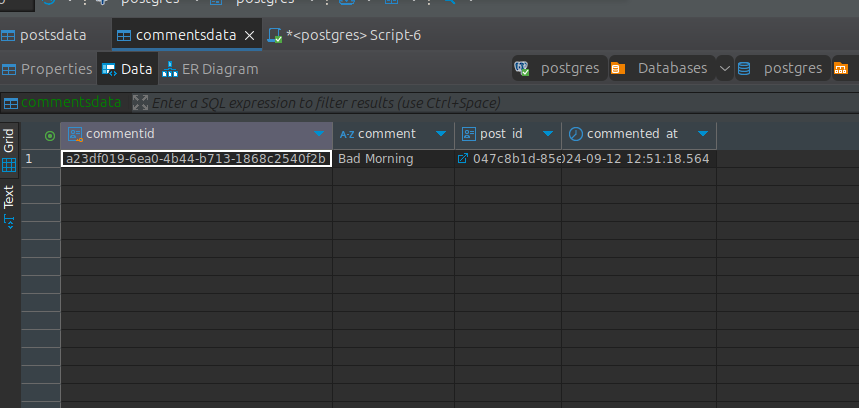 postgres postgres
postsdata commentsdata *<postgres> Script-6
Properties Data ER Diagram postgres Databases postgres
commentsdata Enter a SQL expression to filter results (use Ctrl+Space)
Grid
Text
commentid A-Z comment post_id commented_at
1 a23df019-6ea0-4b44-b713-1868c2540f2b Bad Morning 047c8b1d-85e 24-09-12 12:51:18.564